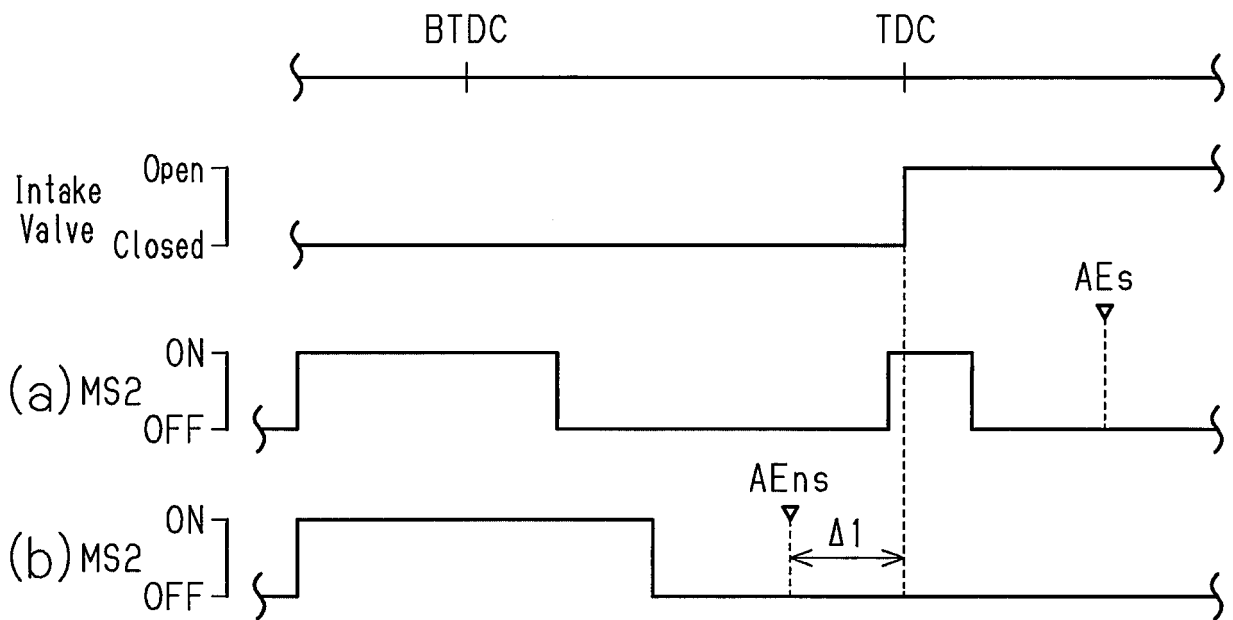 BTDC TDC
Intake Valve
Open
Closed
AEs
(a) MS2
ON
OFF
AEns
(b) MS2
ON
OFF
Δ1